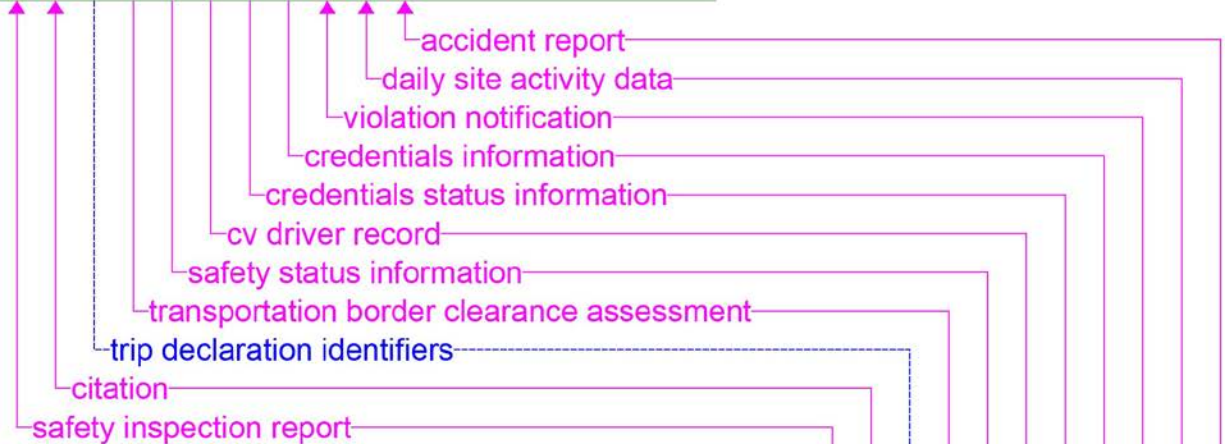 accident report
daily site activity data
violation notification
credentials information
credentials status information
cv driver record
safety status information
transportation border clearance assessment
trip declaration identifiers
citation
safety inspection report